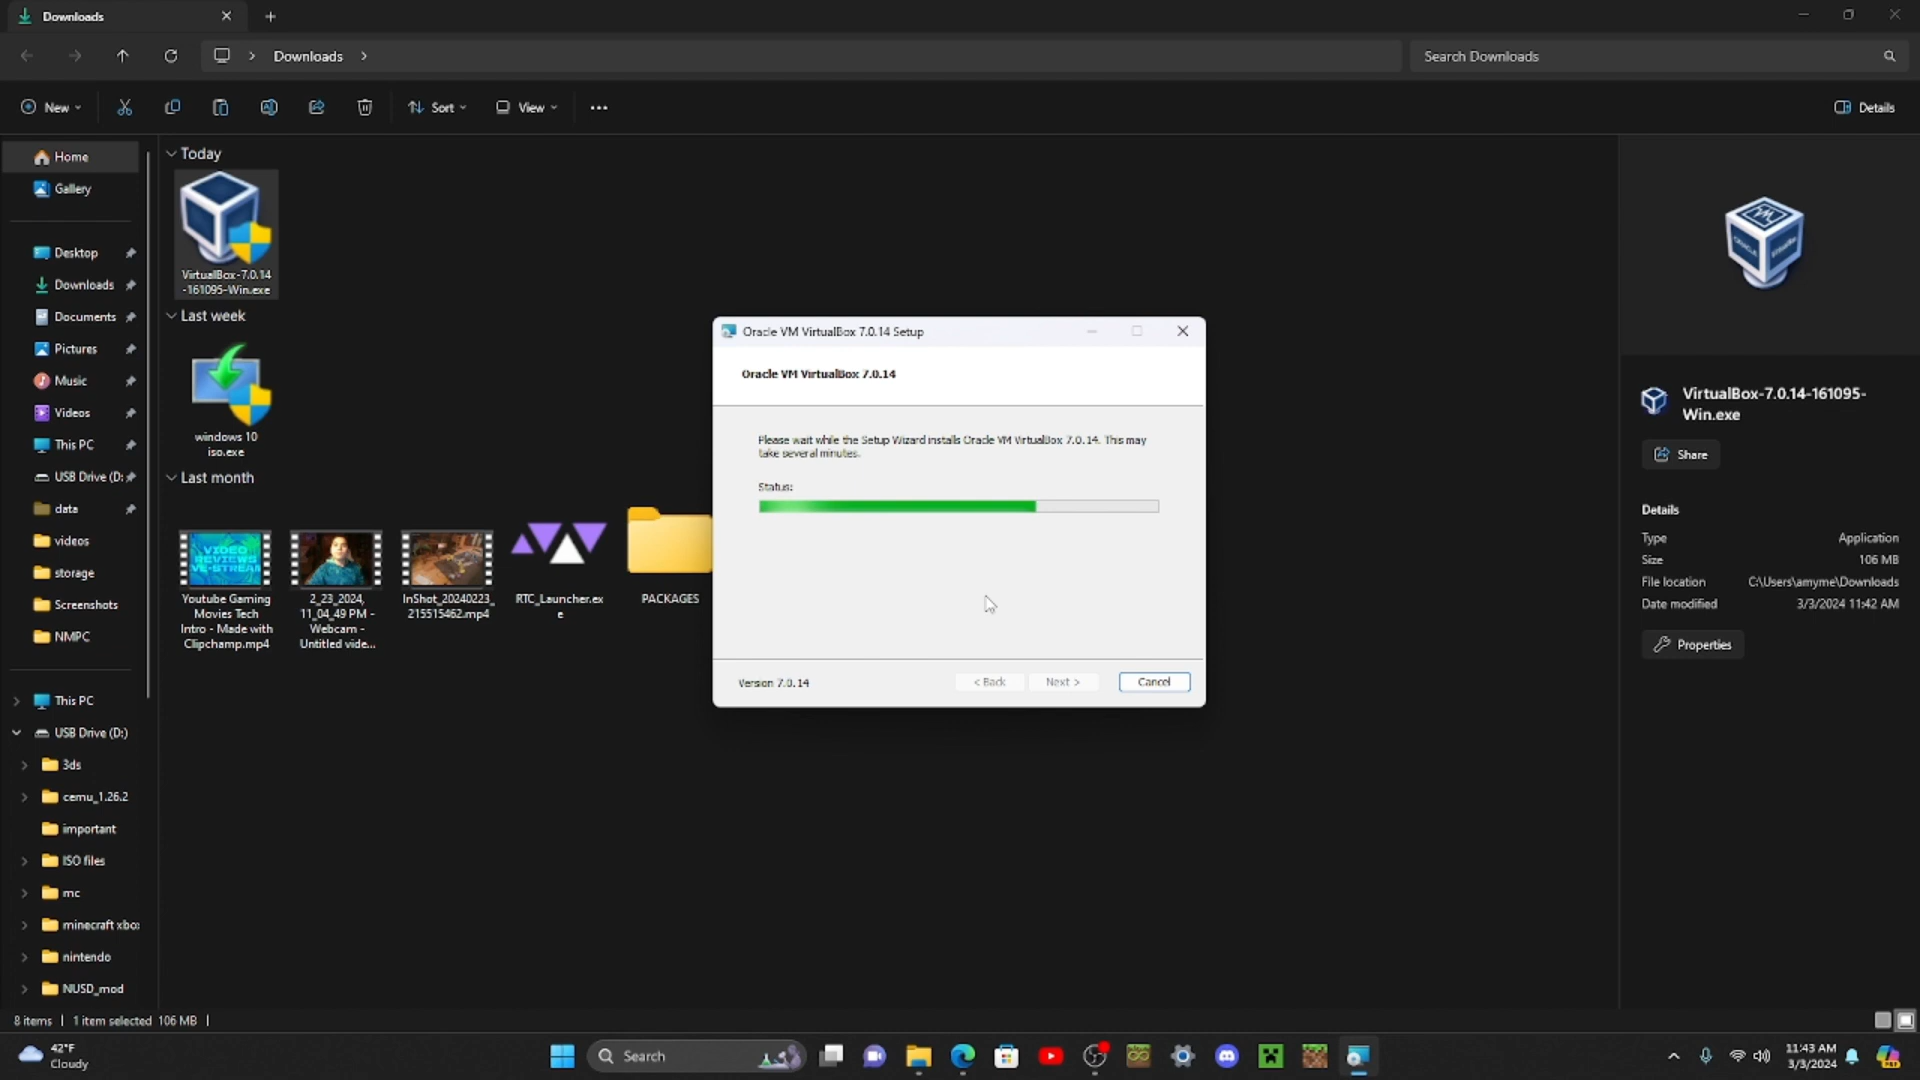 Downloads
Downloads
Search Downloads
New
Sort
View
Details
Home
Gallery
Desktop
Downloads
Documents
Pictures
Music
Videos
This PC
USB Drive (D:
data
videos
storage
Screenshots
NMPC
This PC
USB Drive (D:)
3ds
cemu_1.26.2
important
ISO files
mc
minecraft xbo
nintendo
NUSD_mod
Today
VirtualBox-7.0.14
-161095-Win.exe
Last week
windows 10
iso.exe
Last month
VIDEO
REVIEWS
VE-STREAM
Youtube Gaming
Movies Tech
Intro - Made with
Clipchamp.mp4
2_23_2024,
11_04_49 PM -
Webcam -
Untitled vide...
InShot_20240223_
215515462.mp4
RTC_Launcher.ex
e
PACKAGES
Oracle VM VirtualBox 7.0.14 Setup
Oracle VM VirtualBox 7.0.14
Please wait while the Setup Wizard installs Oracle VM VirtualBox 7.0.14. This may
take several minutes.
Status:
Version 7.0.14
< Back
Next >
Cancel
VirtualBox-7.0.14-161095-
Win.exe
Share
Details
Type Application
Size 106 MB
File location C:\Users\amyme\Downloads
Date modified 3/3/2024 11:42 AM
Properties
8 items
1 item selected 106 MB
42°F
Cloudy
Search
11:43 AM
3/3/2024